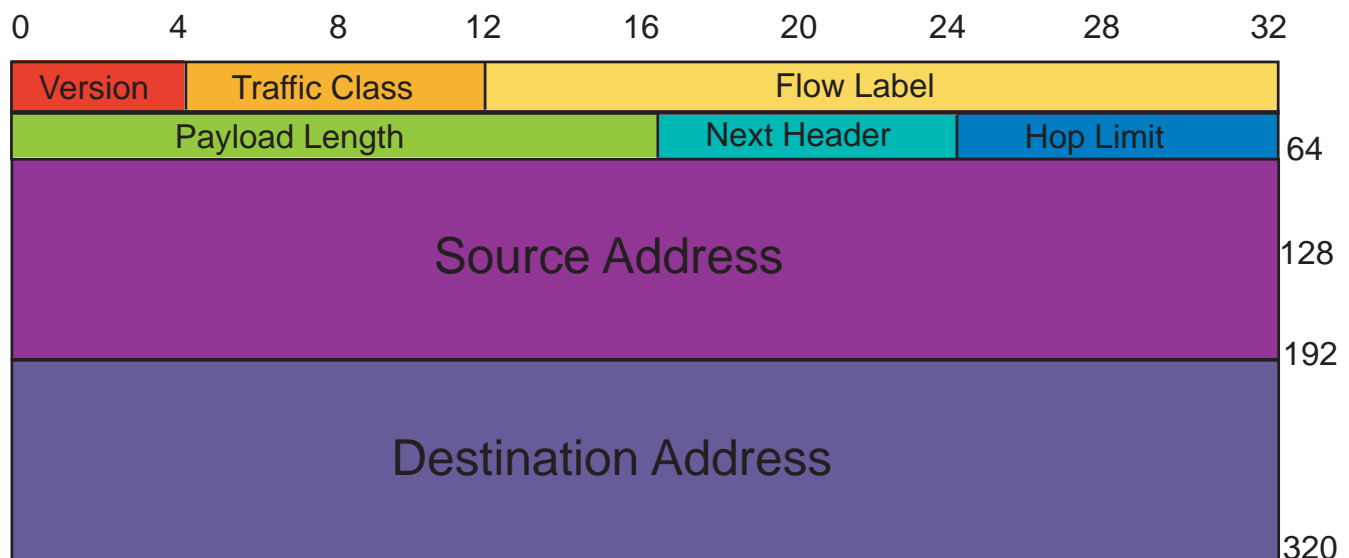 0 4 8 12 16 20 24 28 32
Version Traffic Class Flow Label
Payload Length Next Header Hop Limit
64
Source Address
128
192
Destination Address
320